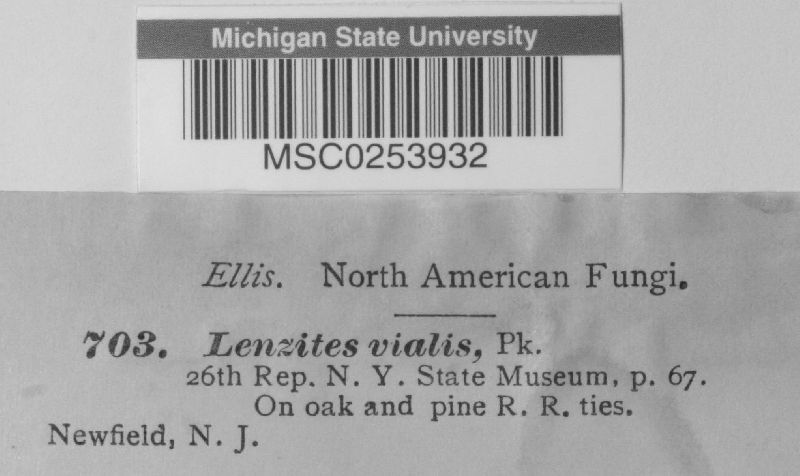 Michigan State University
MSC0253932
Ellis. North American Fungi.
703. Lenzites vialis, Pk.
26th Rep. N. Y. State Museum, p. 67.
On oak and pine R. R. ties.
Newfield, N. J.